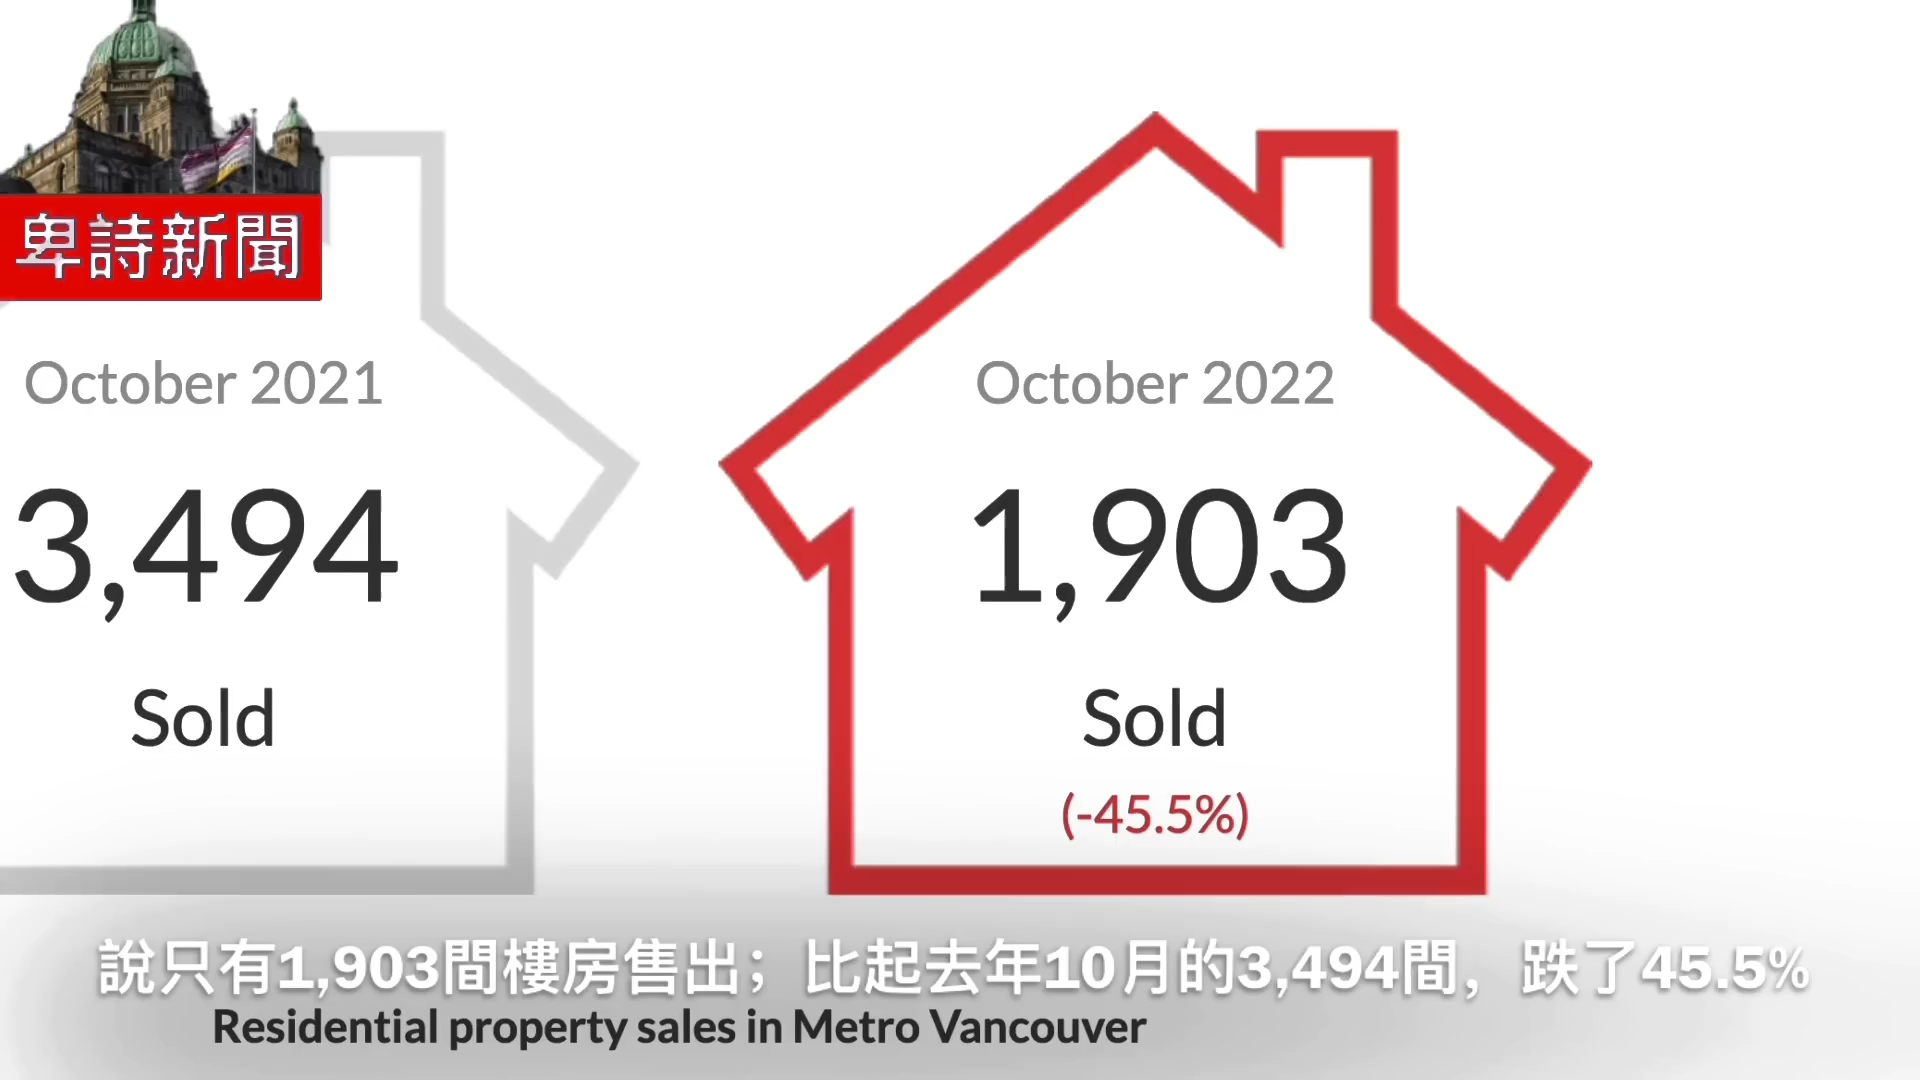 卑詩新聞
October 2021
3,494
Sold
October 2022
1,903
Sold
(-45.5%)
說只有1,903間樓房售出；比起去年10月的3,494間，跌了45.5%
Residential property sales in Metro Vancouver